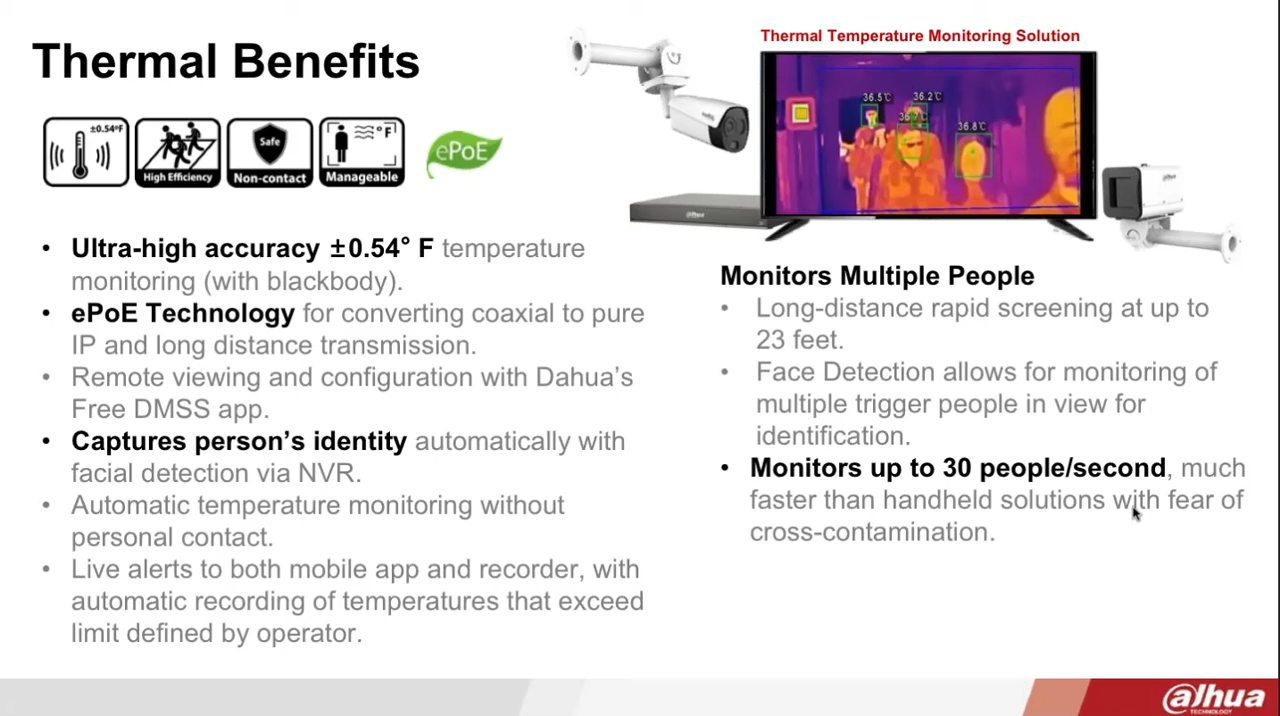 Thermal Benefits
Thermal Temperature Monitoring Solution
±0.54°F
High Efficiency
Safe
Non-contact
°F
Manageable
ePoE
36.5℃
36.2℃
36.8℃
alhua
alhua
• Ultra-high accuracy ±0.54° F temperature
monitoring (with blackbody).
• ePoE Technology for converting coaxial to pure
IP and long distance transmission.
• Remote viewing and configuration with Dahua’s
Free DMSS app.
• Captures person’s identity automatically with
facial detection via NVR.
• Automatic temperature monitoring without
personal contact.
• Live alerts to both mobile app and recorder, with
automatic recording of temperatures that exceed
limit defined by operator.
Monitors Multiple People
• Long-distance rapid screening at up to
23 feet.
• Face Detection allows for monitoring of
multiple trigger people in view for
identification.
• Monitors up to 30 people/second, much
faster than handheld solutions with fear of
cross-contamination.
alhua
TECHNOLOGY